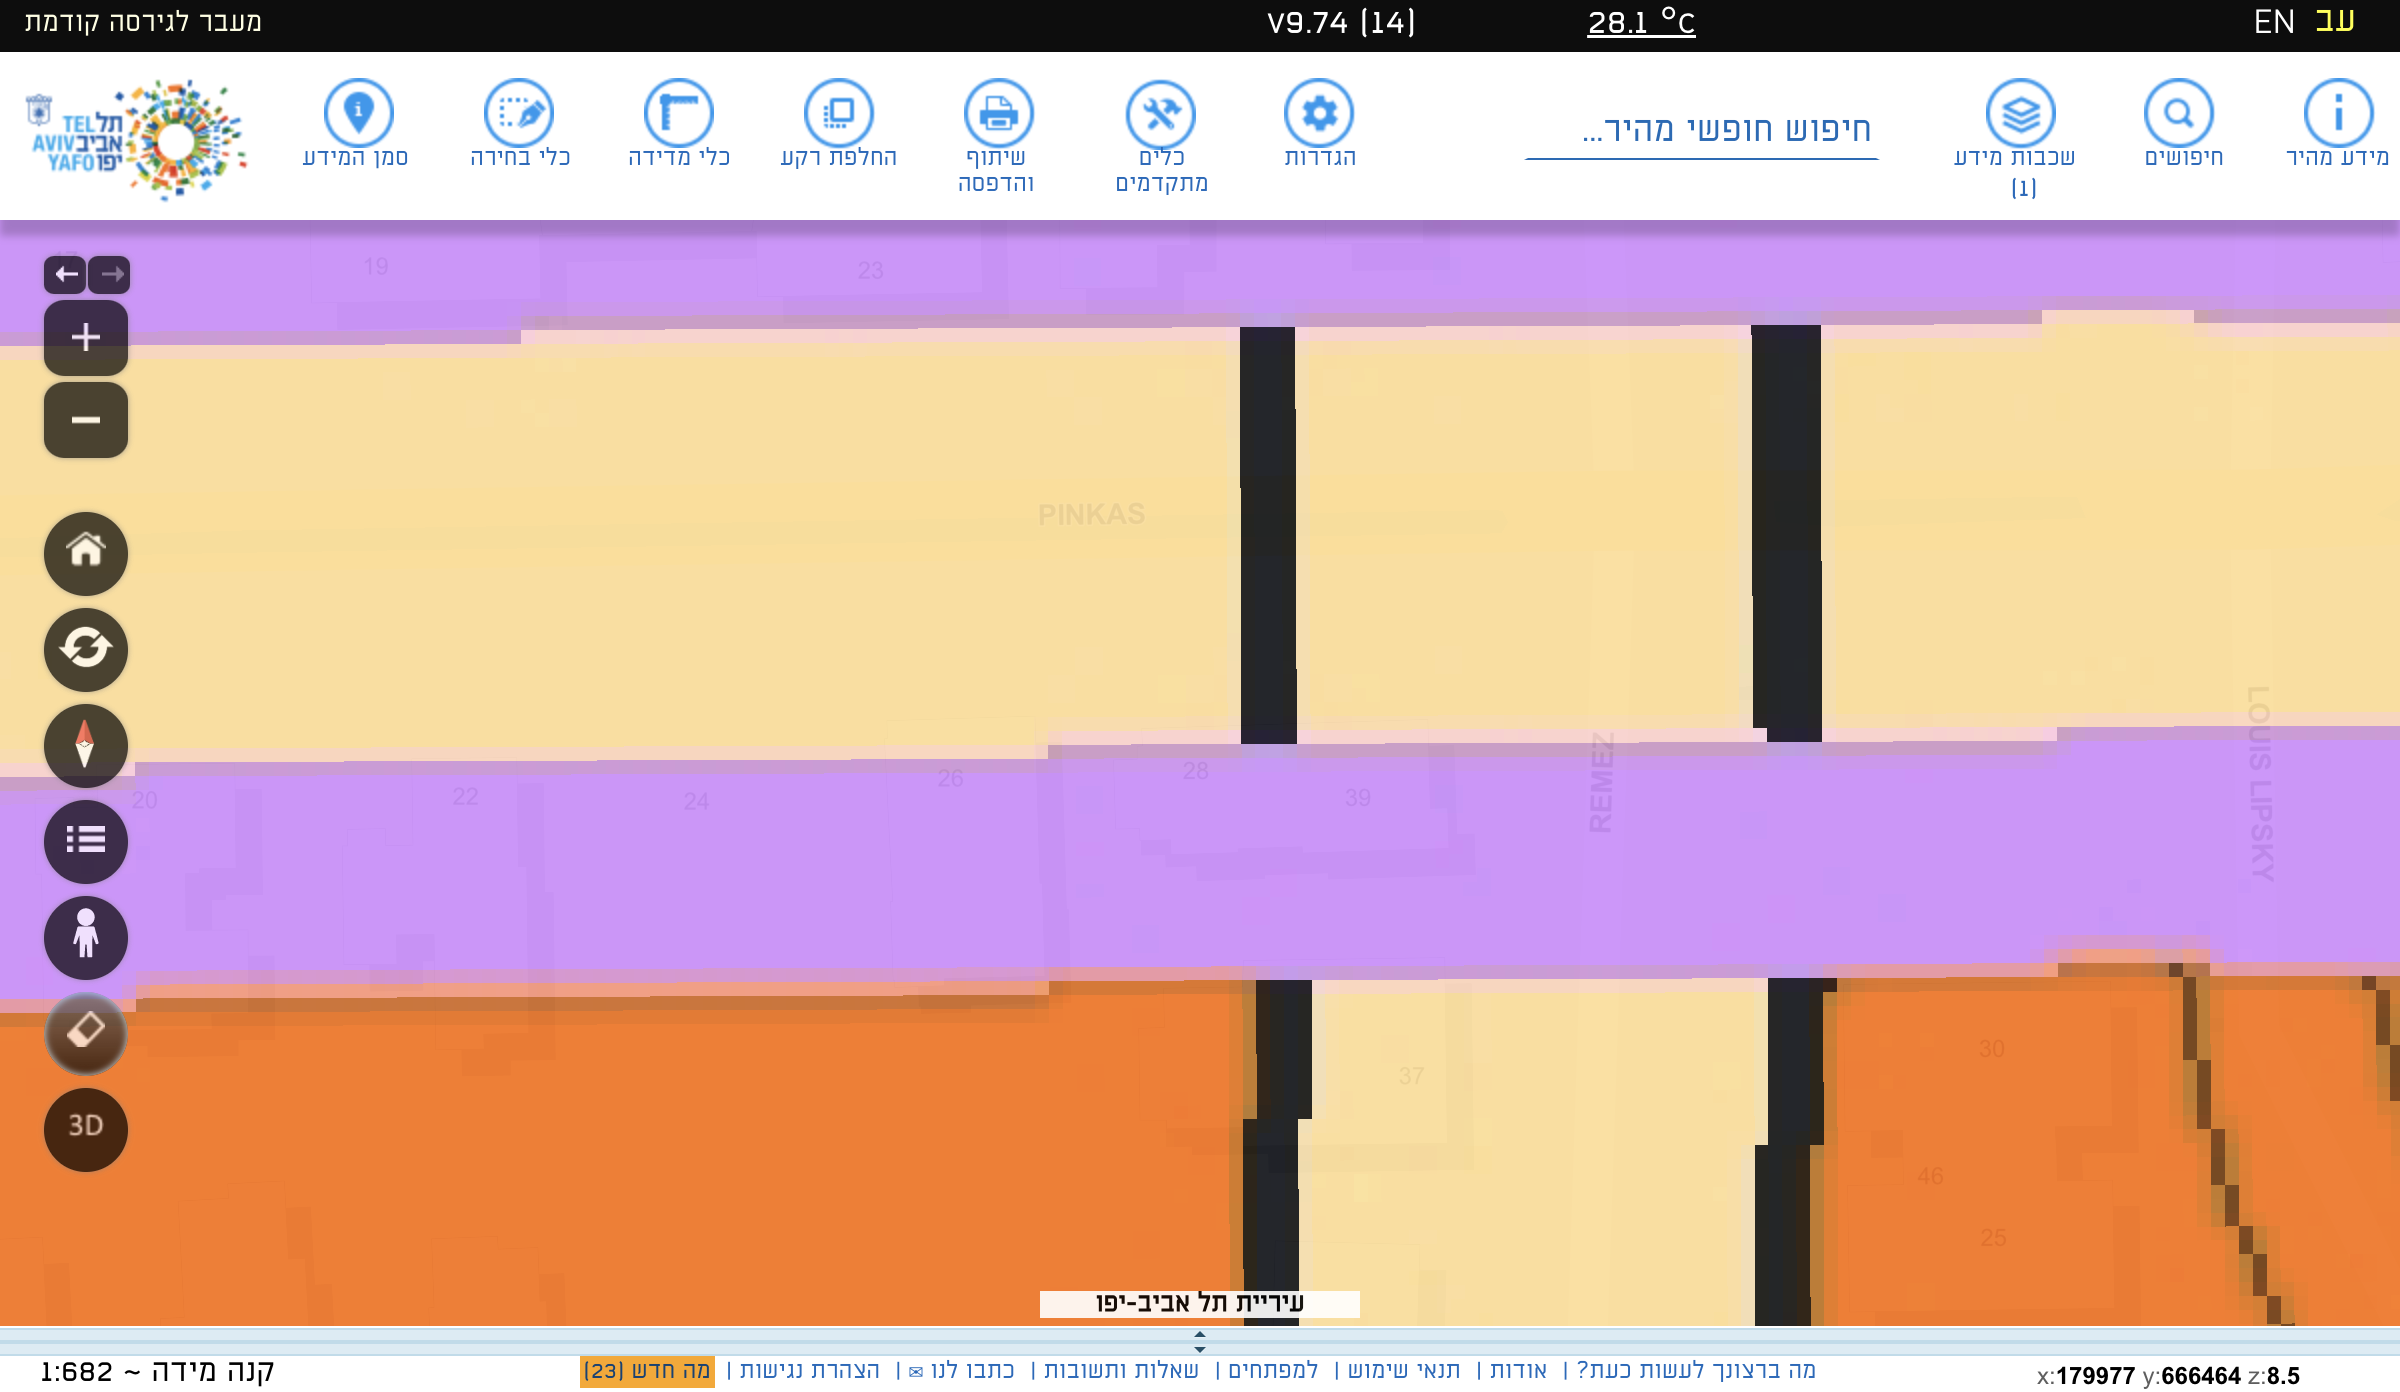 עב EN
28.1 °C
V9.74 (14)
מעבר לגירסה קודמת
מידע מהיר
חיפושים
שכבות מידע
(1)
חיפוש חופשי מהיר...
הגדרות
כלים
מתקדמים
שיתוף
והדפסה
החלפת רקע
כלי מדידה
כלי בחירה
סמן המידע
תל
אביב
יפו
TEL
AVIV
YAFO
19
23
PINKAS
20
22
24
26
28
39
REMEZ
LOUIS LIPSKY
37
30
46
25
3D
עיריית תל אביב-יפו
מה ברצונך לעשות כעת? | אודות | תנאי שימוש | למפתחים | שאלות ותשובות | כתבו לנו ✉ | הצהרת נגישות | מה חדש (23)
קנה מידה ~ 1:682
x:179977 y:666464 z:8.5